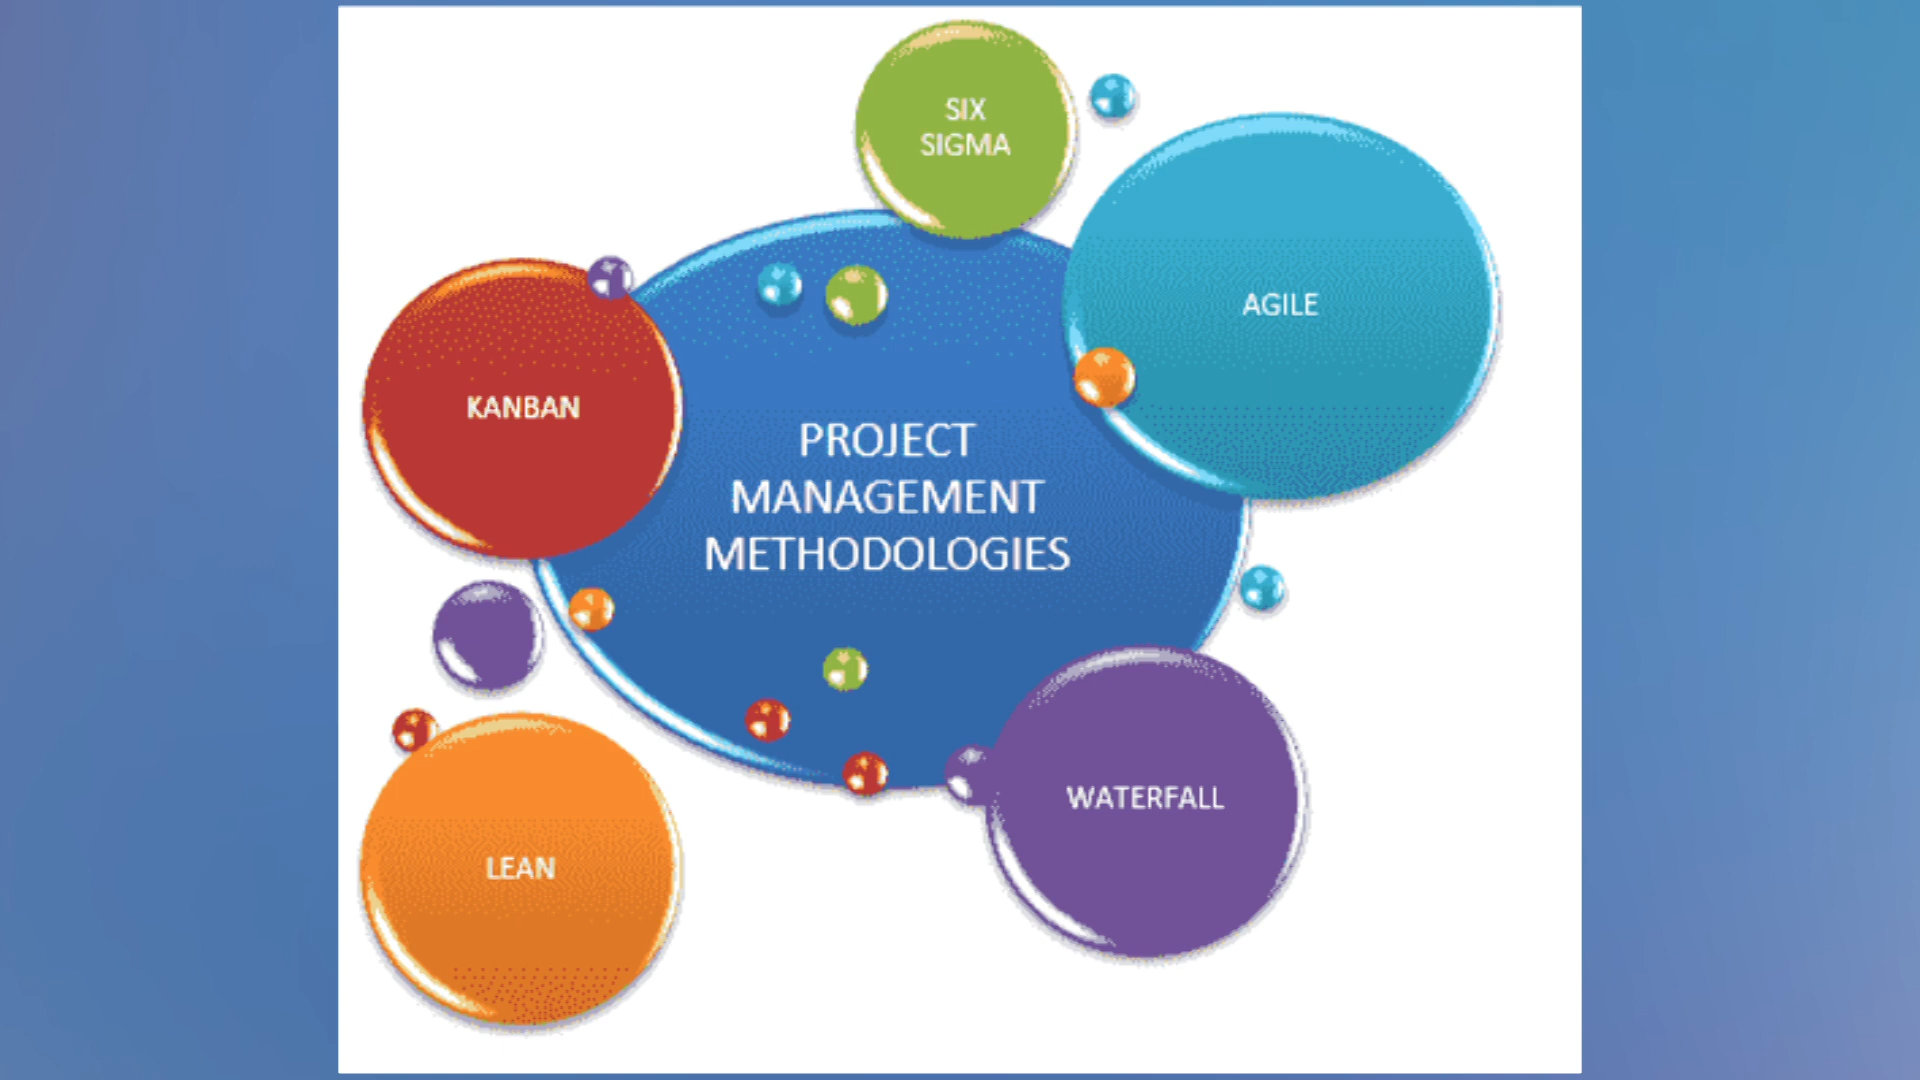 SIX
SIGMA
AGILE
KANBAN
PROJECT
MANAGEMENT
METHODOLOGIES
WATERFALL
LEAN